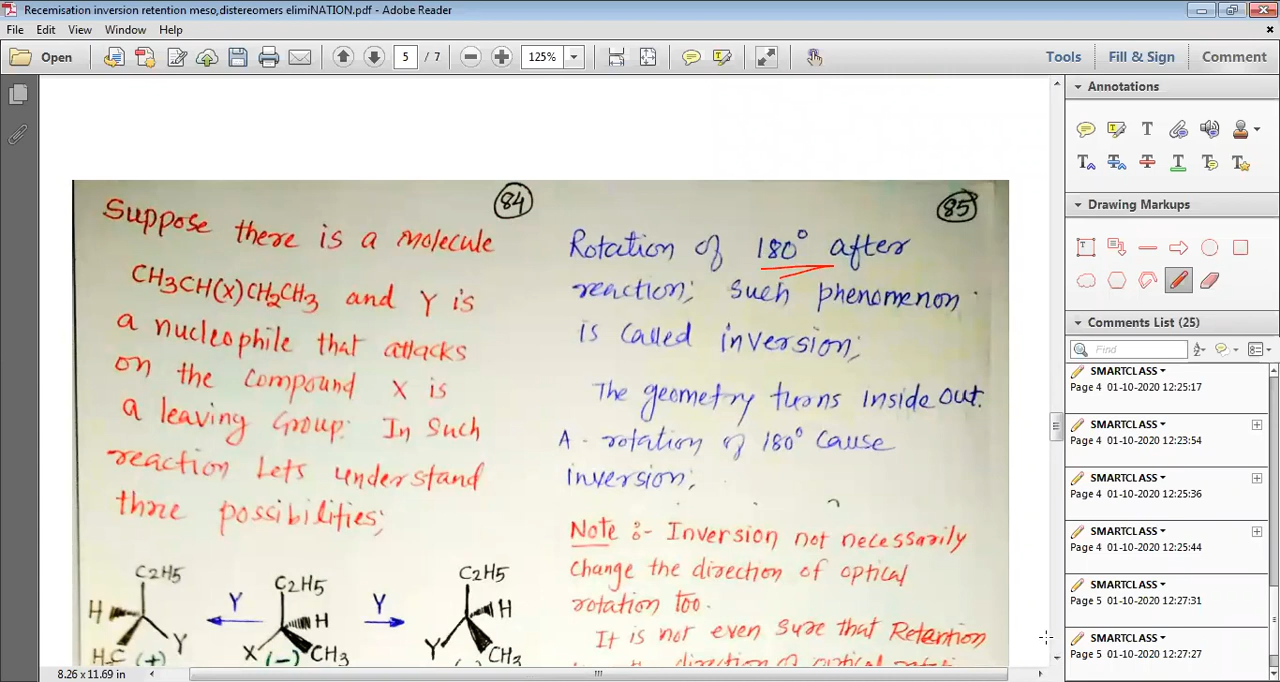 Recemisation inversion retention meso,distereomers elimiNATION.pdf - Adobe Reader
File Edit View Window Help
Open 5 / 7 125% Tools Fill & Sign Comment
Annotations
Drawing Markups
Comments List (25)
Find
SMARTCLASS
Page 4 01-10-2020 12:25:17
SMARTCLASS
Page 4 01-10-2020 12:23:54
SMARTCLASS
Page 4 01-10-2020 12:25:36
SMARTCLASS
Page 4 01-10-2020 12:25:44
SMARTCLASS
Page 5 01-10-2020 12:27:31
SMARTCLASS
Page 5 01-10-2020 12:27:27
84
Suppose there is a Molecule
CH3CH(X)CH2CH3 and Y is
a nucleophile that attacks
on the compound X is
a leaving Group: In Such
reaction Lets understand
three possibilities;
C2H5 C2H5 C2H5
H Y H Y H
Y X (-) CH3 Y CH3
H3C (+)
85
Rotation of 180° after
reaction; Such phenomenon
is called inversion;
The geometry turns inside out.
A - rotation of 180° Cause
inversion;
Note :- Inversion not necessarily
Change the direction of optical
rotation too.
It is not even Sure that Retention
direction of optical
8.26 x 11.69 in